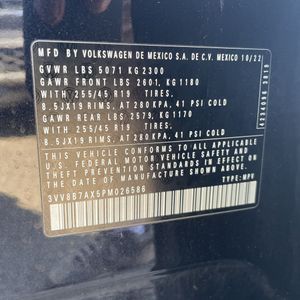 MFD.BY VOLKSWAGEN DE MEXICO S.A. DE C.V. MEXICO 10/22
GVWR LBS 5071 KG 2300
GAWR FRONT LBS 2601, KG1180
WITH 255/45 R19 TIRES,
8.5JX19 RIMS, AT 280 KPA, 41 PSI COLD
GAWR REAR LBS 2579, KG1170
WITH 255/45 R19 TIRES,
8.5JX19 RIMS, AT 280 KPA, 41 PSI COLD
THIS VEHICLE CONFORMS TO ALL APPLICABLE
U.S. FEDERAL MOTOR VEHICLE SAFETY AND
THEFT PREVENTION STANDARDS IN EFFECT ON THE
DATE OF MANUFACTURE SHOWN ABOVE.
TYPE: MPV